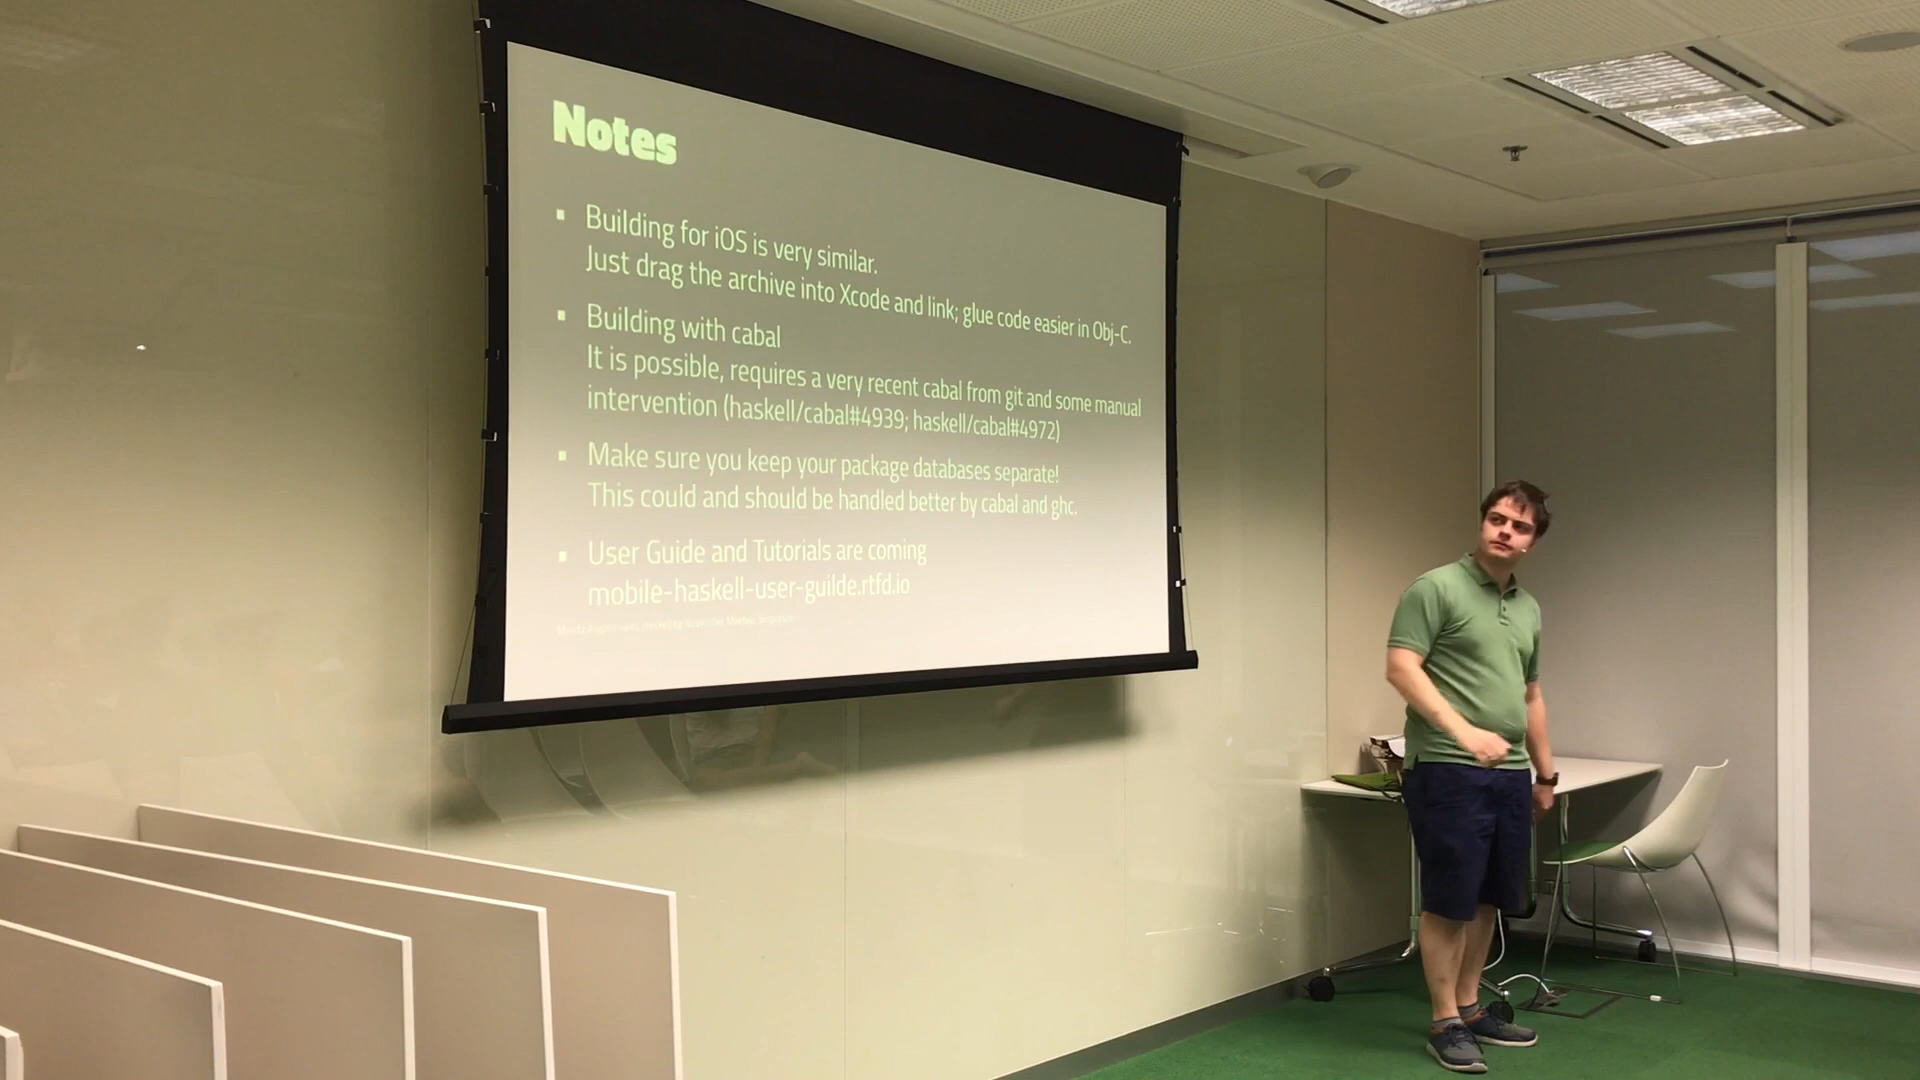 Notes
Building for iOS is very similar.
Just drag the archive into Xcode and link; glue code easier in Obj-C.
Building with cabal
It is possible, requires a very recent cabal from git and some manual
intervention (haskell/cabal#4939; haskell/cabal#4972)
Make sure you keep your package databases separate!
This could and should be handled better by cabal and ghc.
User Guide and Tutorials are coming
mobile-haskell-user-guilde.rtfd.io